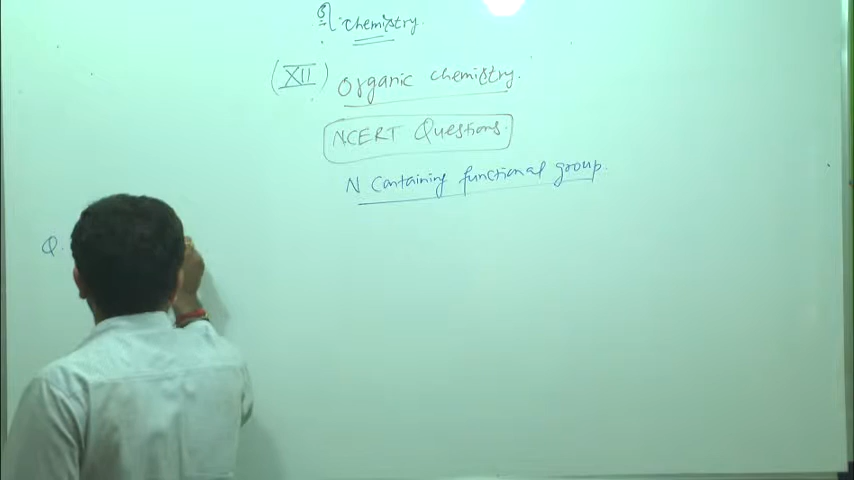 chemistry.
(XII) Organic chemistry.
NCERT Questions.
N Containing functional group.
Q.